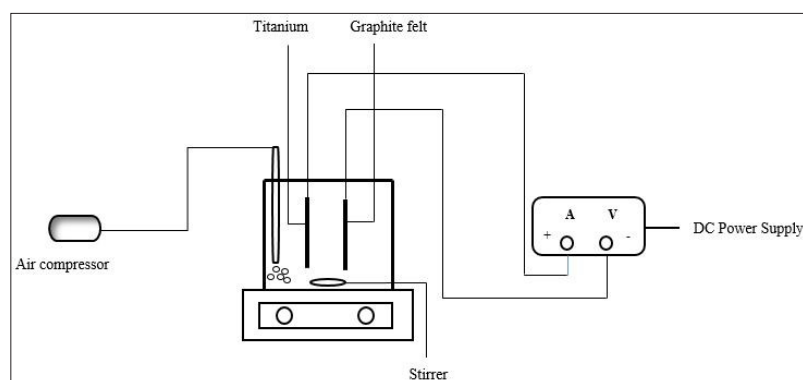 Titanium
Graphite felt
A
V
+
-
DC Power Supply
Air compressor
Stirrer